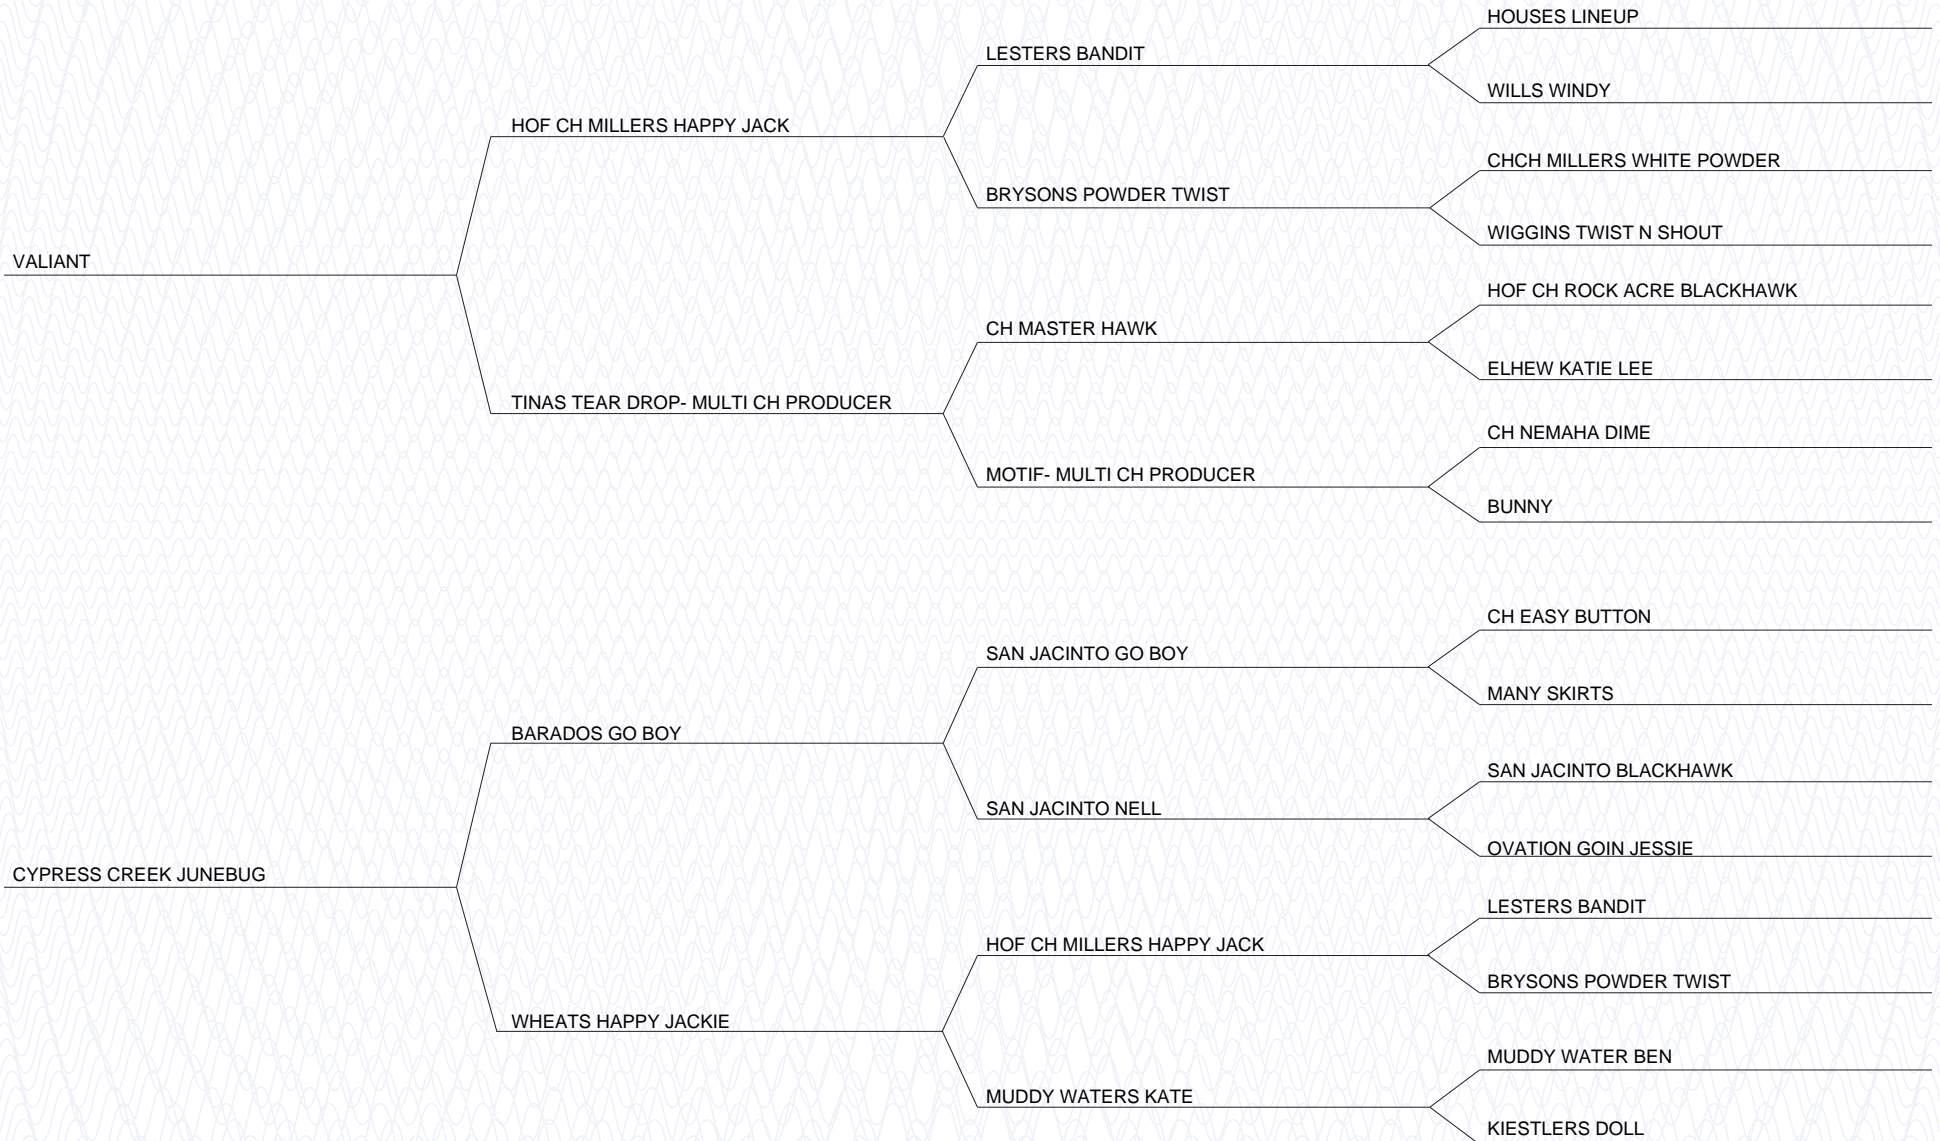 HOUSES LINEUP
LESTERS BANDIT
WILLS WINDY
HOF CH MILLERS HAPPY JACK
CHCH MILLERS WHITE POWDER
BRYSONS POWDER TWIST
WIGGINS TWIST N SHOUT
VALIANT
HOF CH ROCK ACRE BLACKHAWK
CH MASTER HAWK
ELHEW KATIE LEE
TINAS TEAR DROP- MULTI CH PRODUCER
CH NEMAHA DIME
MOTIF- MULTI CH PRODUCER
BUNNY
CH EASY BUTTON
SAN JACINTO GO BOY
MANY SKIRTS
BARADOS GO BOY
SAN JACINTO BLACKHAWK
SAN JACINTO NELL
OVATION GOIN JESSIE
CYPRESS CREEK JUNEBUG
LESTERS BANDIT
HOF CH MILLERS HAPPY JACK
BRYSONS POWDER TWIST
WHEATS HAPPY JACKIE
MUDDY WATER BEN
MUDDY WATERS KATE
KIESTLERS DOLL